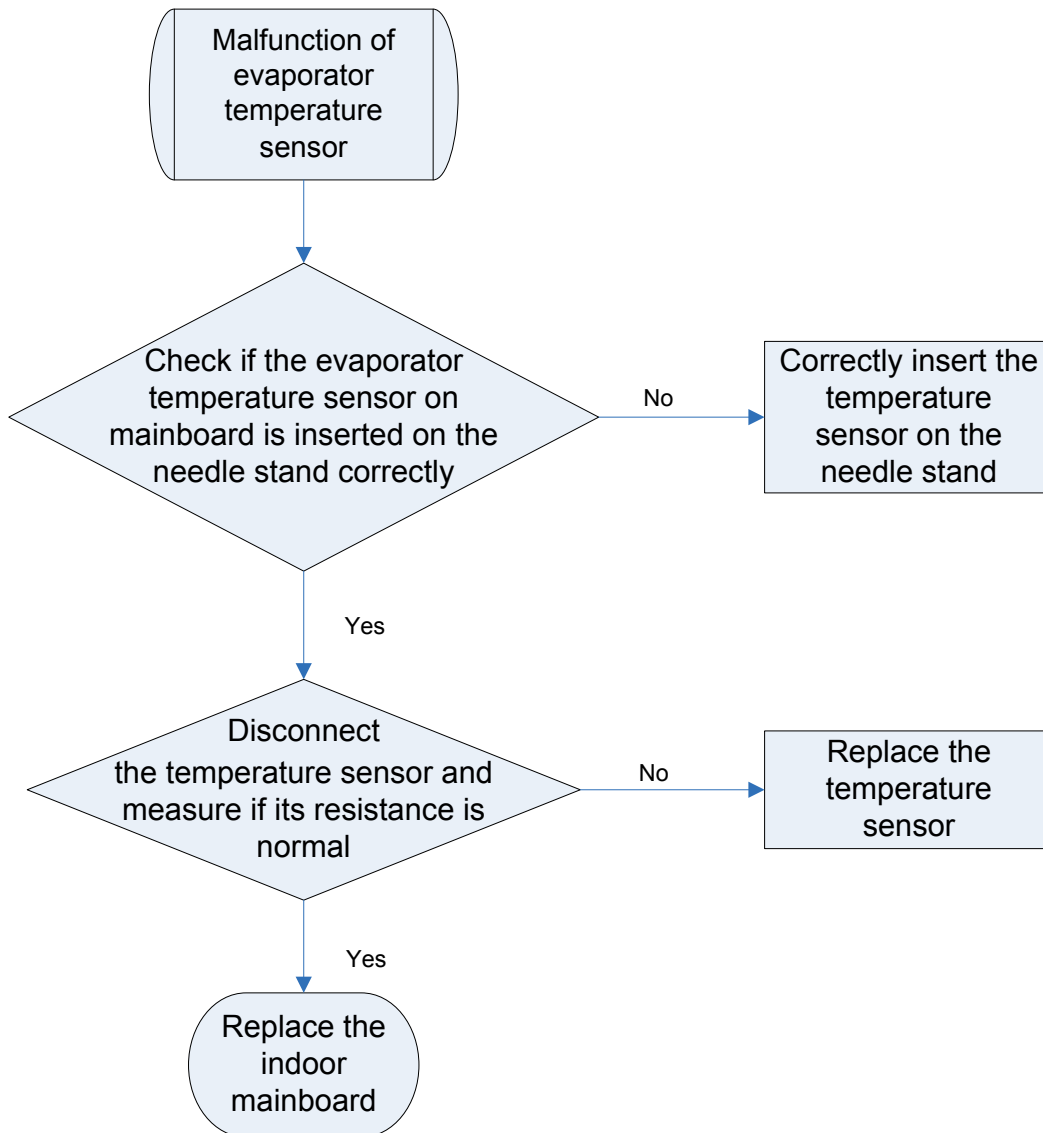 Malfunction of
evaporator
temperature
sensor
Check if the evaporator
temperature sensor on
mainboard is inserted on the
needle stand correctly
No
Correctly insert the
temperature
sensor on the
needle stand
Yes
Disconnect
the temperature sensor and
measure if its resistance is
normal
No
Replace the
temperature
sensor
Yes
Replace the
indoor
mainboard